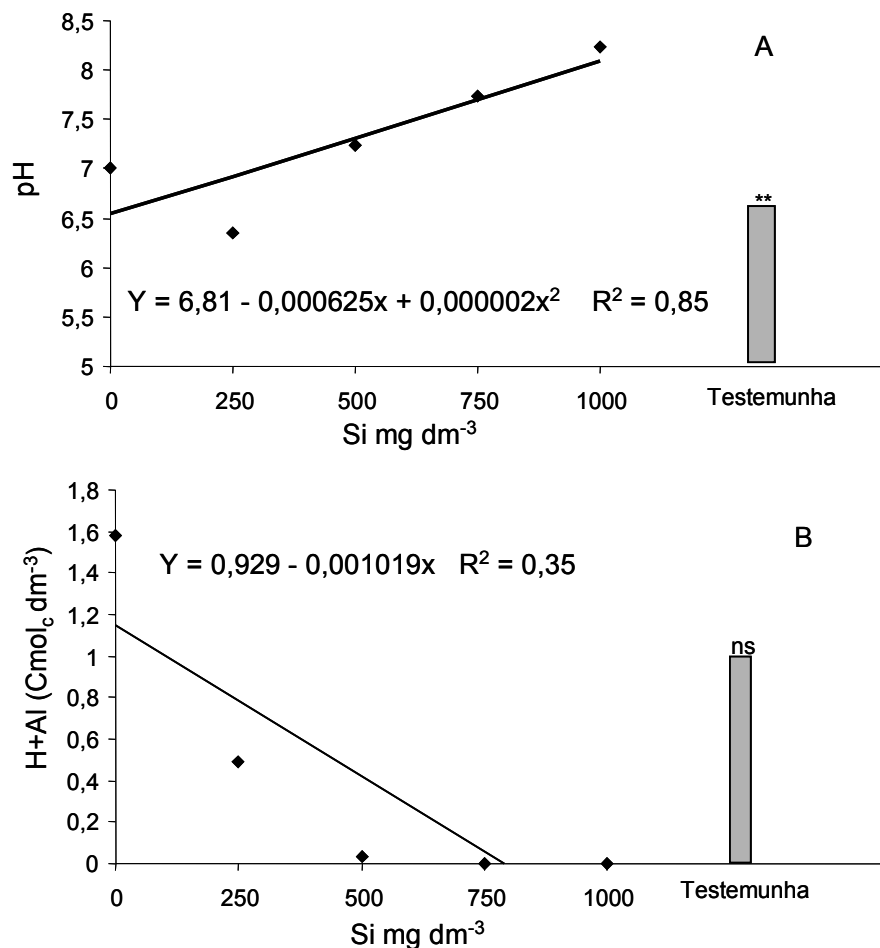 8,5
A
8
7,5
7
6,5
**
6
Y = 6,81 - 0,000625x + 0,000002x² R² = 0,85
5,5
5
pH
0 250 500 750 1000 Testemunha
Si mg dm⁻³
1,8
B
1,6
Y = 0,929 - 0,001019x R² = 0,35
1,4
1,2
ns
1
0,8
0,6
0,4
0,2
0
H+Al (Cmolc dm⁻³)
0 250 500 750 1000 Testemunha
Si mg dm⁻³